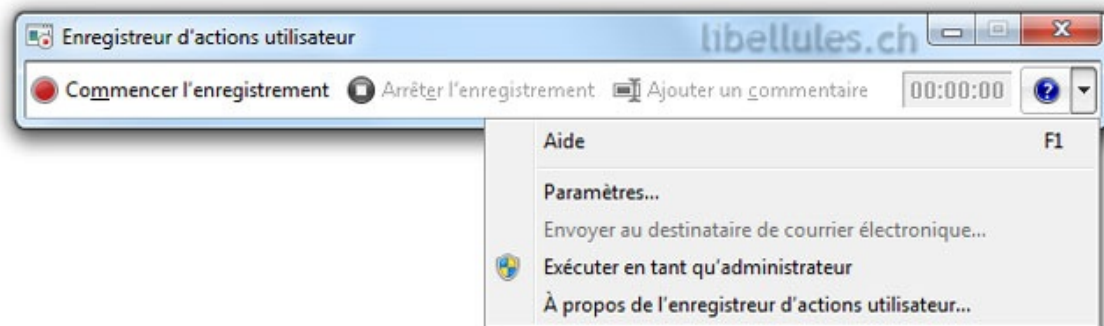 Enregistreur d'actions utilisateur
libellules.ch
Commencer l'enregistrement Arrêter l'enregistrement Ajouter un commentaire 00:00:00
Aide F1
Paramètres...
Envoyer au destinataire de courrier électronique...
Exécuter en tant qu'administrateur
À propos de l'enregistreur d'actions utilisateur...